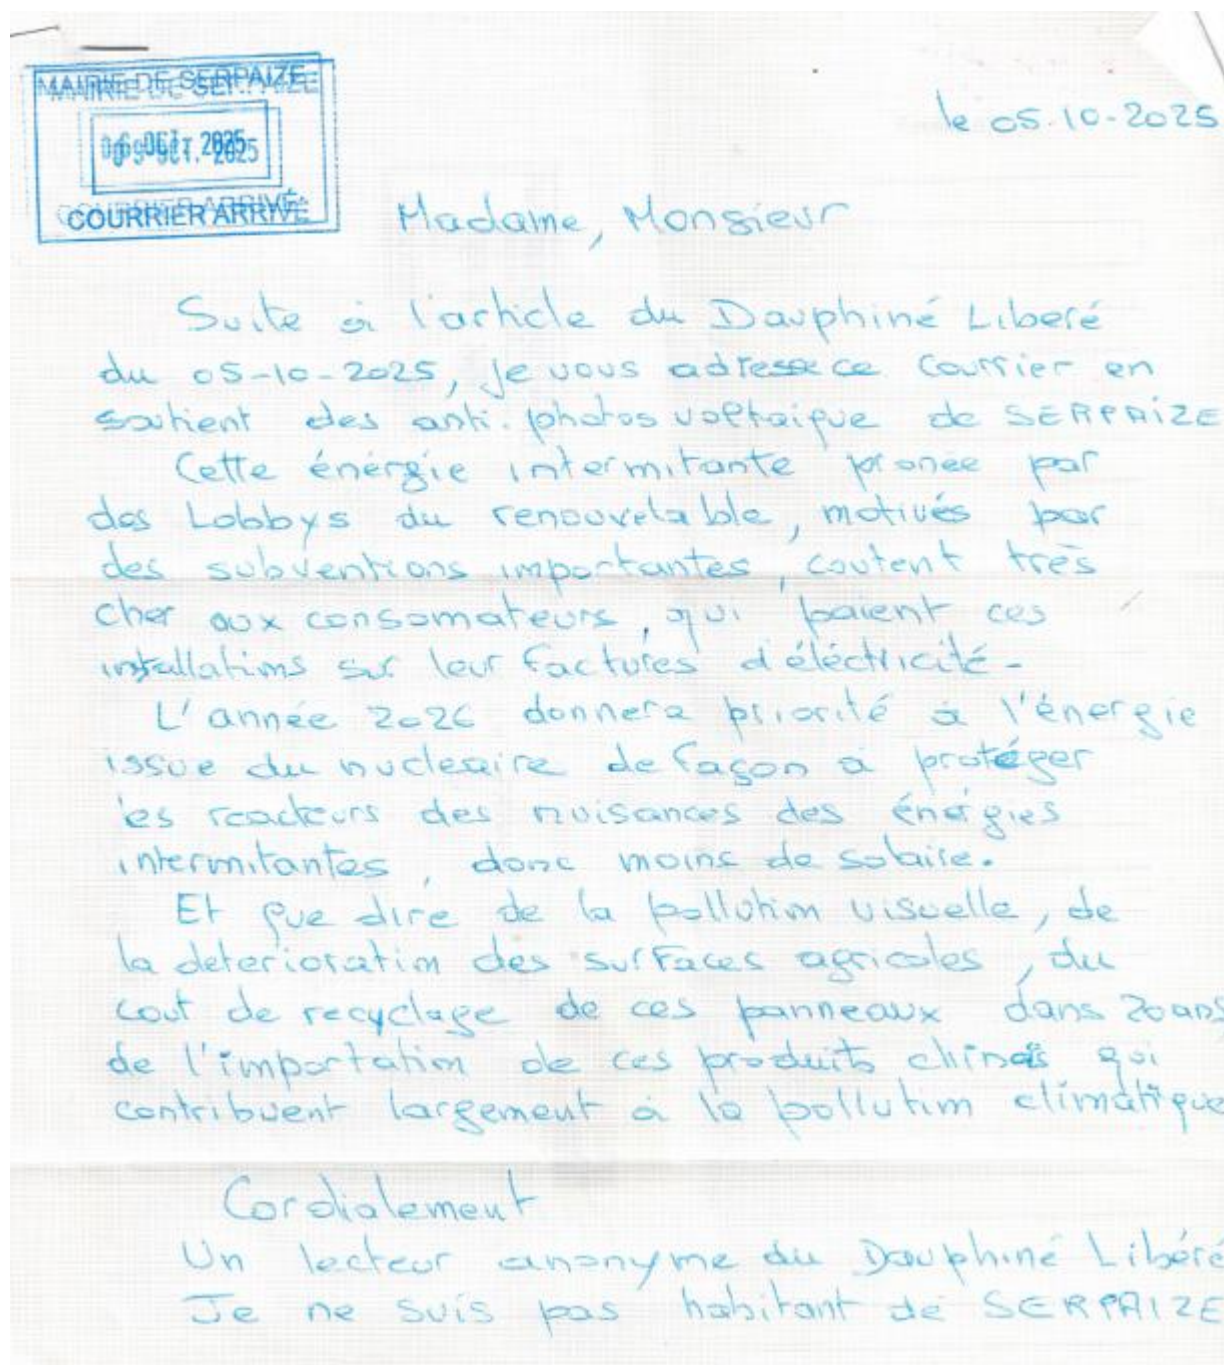 MAIRIE DE SERPAIZE
OCT. 2025
COURRIER ARRIVÉ
le 05-10-2025
Madame, Monsieur
Suite à l'article du Dauphiné Liberé
du 05-10-2025, je vous adresse ce courrier en
soutient des anti. photos voltaique de SERPAIZE
Cette énérgie intermitante pronée par
des Lobbys du renouvelable, motivés par
des subventions importantes, coutent très
cher aux consomateurs, qui paient ces
installations sur leur factures d'éléctricité-
L'année 2026 donnera priorité à l'énergie
issue du nucleaire de façon à protéger
les reacteurs des nuisances des énérgies
intermitantes, donc moins de solaire.
Et que dire de la pollution visuelle, de
la deterioration des surfaces agricoles, du
cout de recyclage de ces panneaux dans 20 ans
de l'importation de ces produits chinois qui
contribuent largement à la pollution climatique
Cordialement
Un lecteur anonyme du Dauphiné Libéré
Je ne suis pas habitant de SERPAIZE